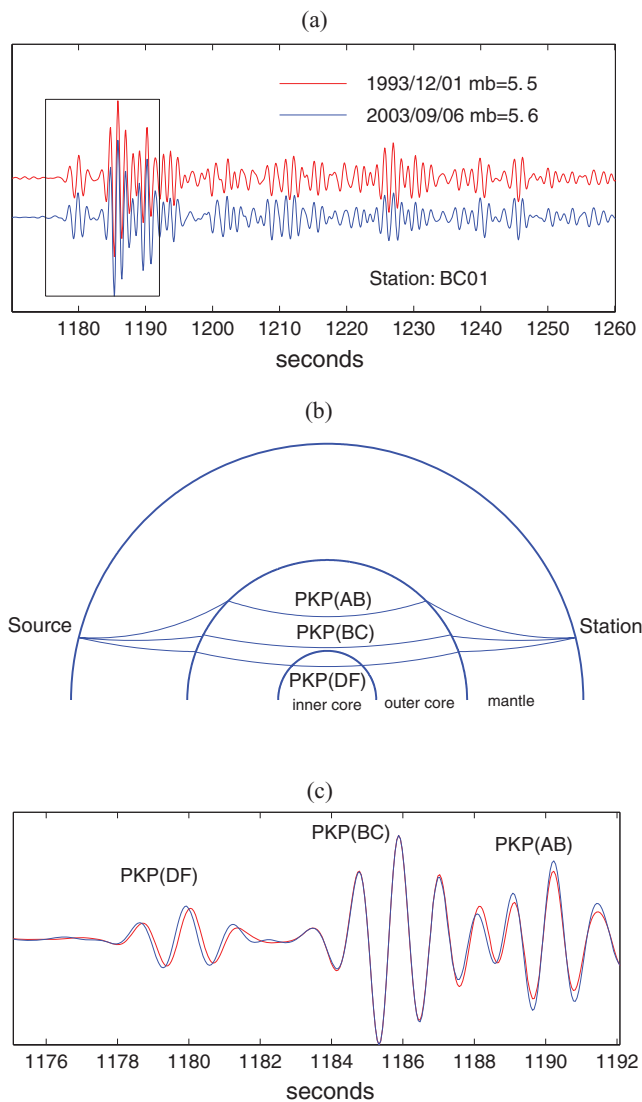 (a)
1993/12/01 mb=5.5
2003/09/06 mb=5.6
Station: BC01
1180 1190 1200 1210 1220 1230 1240 1250 1260
seconds
(b)
PKP(AB)
Source PKP(BC) Station
PKP(DF)
inner core outer core mantle
(c)
PKP(BC)
PKP(AB)
PKP(DF)
1176 1178 1180 1182 1184 1186 1188 1190 1192
seconds